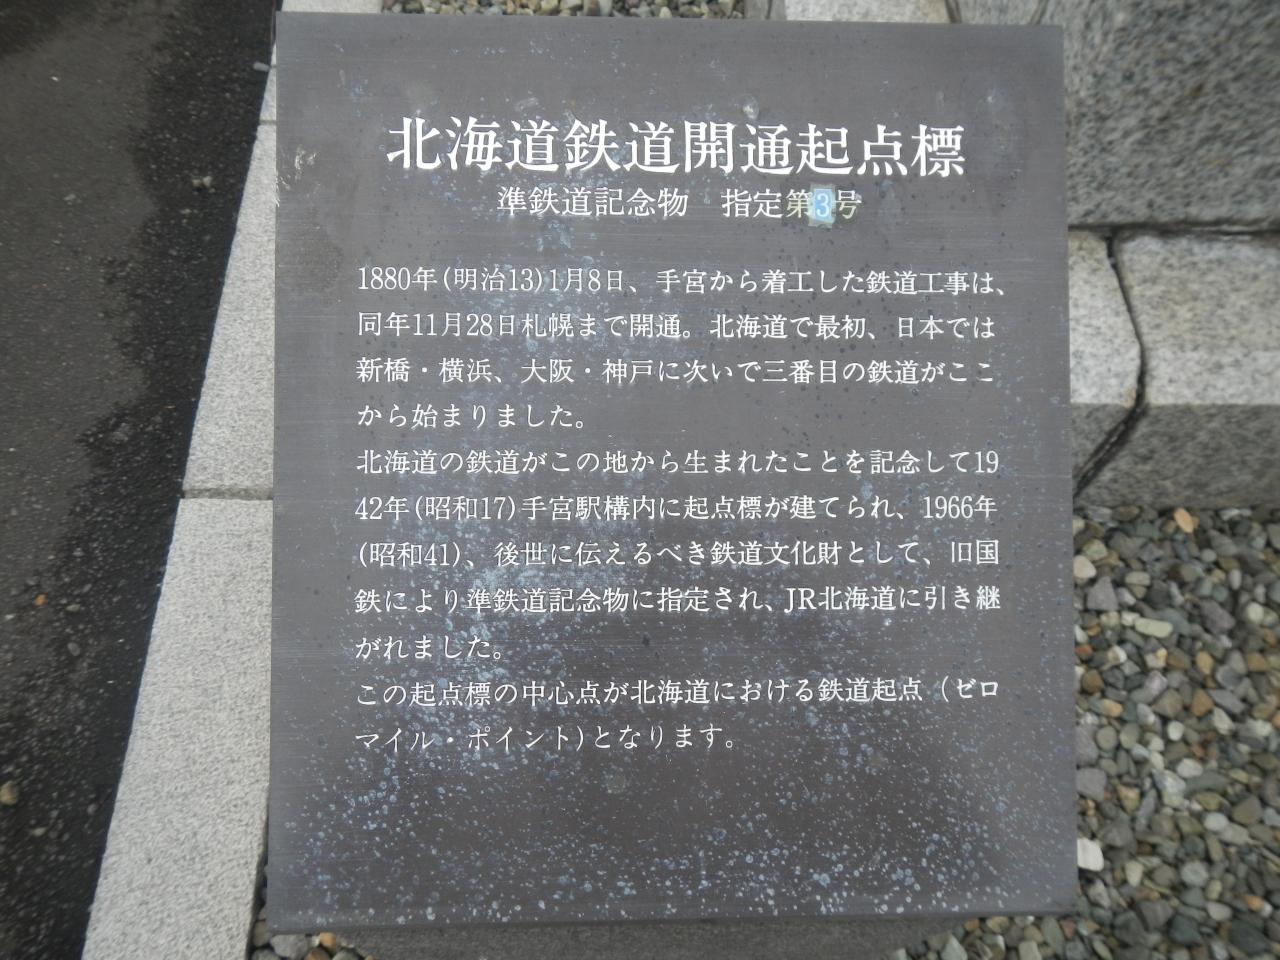 北海道鉄道開通起点標
準鉄道記念物　指定第3号
1880年(明治13)1月8日、手宮から着工した鉄道工事は、
同年11月28日札幌まで開通。北海道で最初、日本では
新橋・横浜、大阪・神戸に次いで三番目の鉄道がここ
から始まりました。
北海道の鉄道がこの地から生まれたことを記念して19
42年(昭和17)手宮駅構内に起点標が建てられ、1966年
(昭和41)、後世に伝えるべき鉄道文化財として、旧国
鉄により準鉄道記念物に指定され、JR北海道に引き継
がれました。
この起点標の中心点が北海道における鉄道起点（ゼロ
マイル・ポイント)となります。